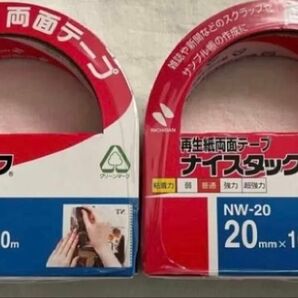 両面テープ
フ®
グリーンマーク
0m
雑誌や新聞などのスクラップや
サンプル帳の作成に
NICHIBAN
再生紙両面テープ
ナイスタック
粘着力 弱 普通 強力 超強力
NW-20
20mm×1